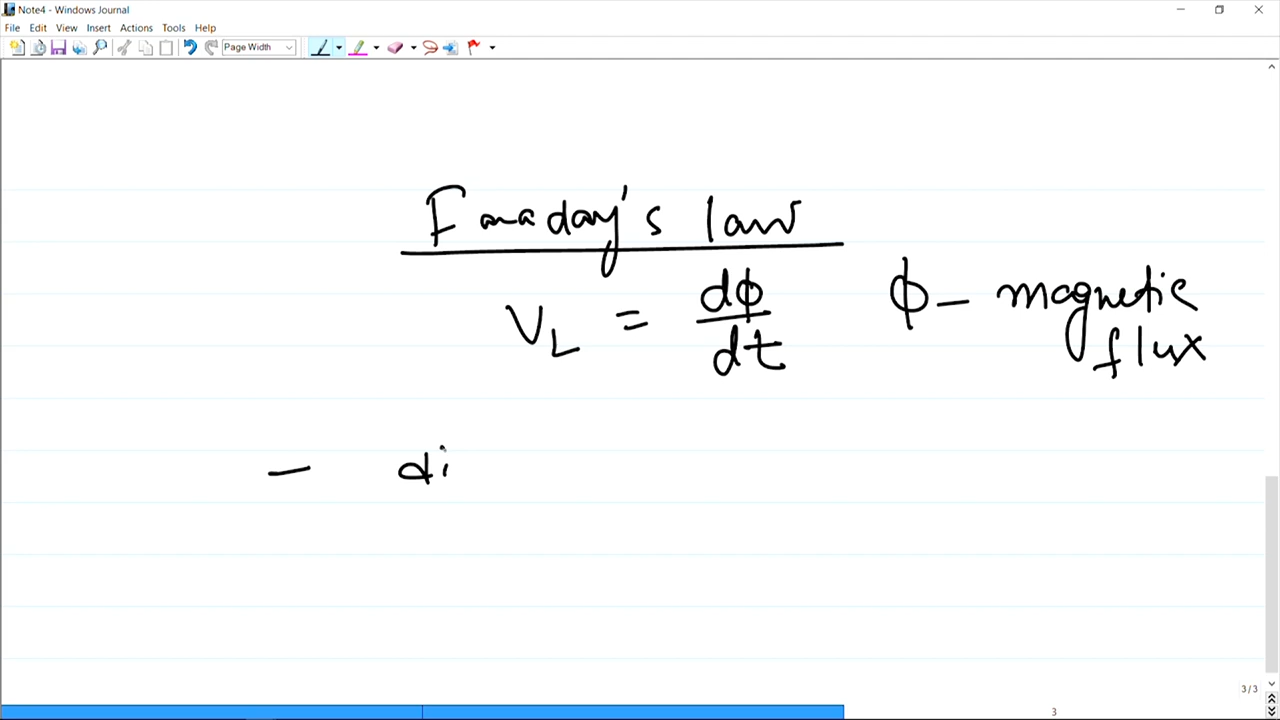 Note4 - Windows Journal
File Edit View Insert Actions Tools Help
Page Width
Faraday's law
V_L = dϕ/dt
ϕ – magnetic flux
– di
3/3
3